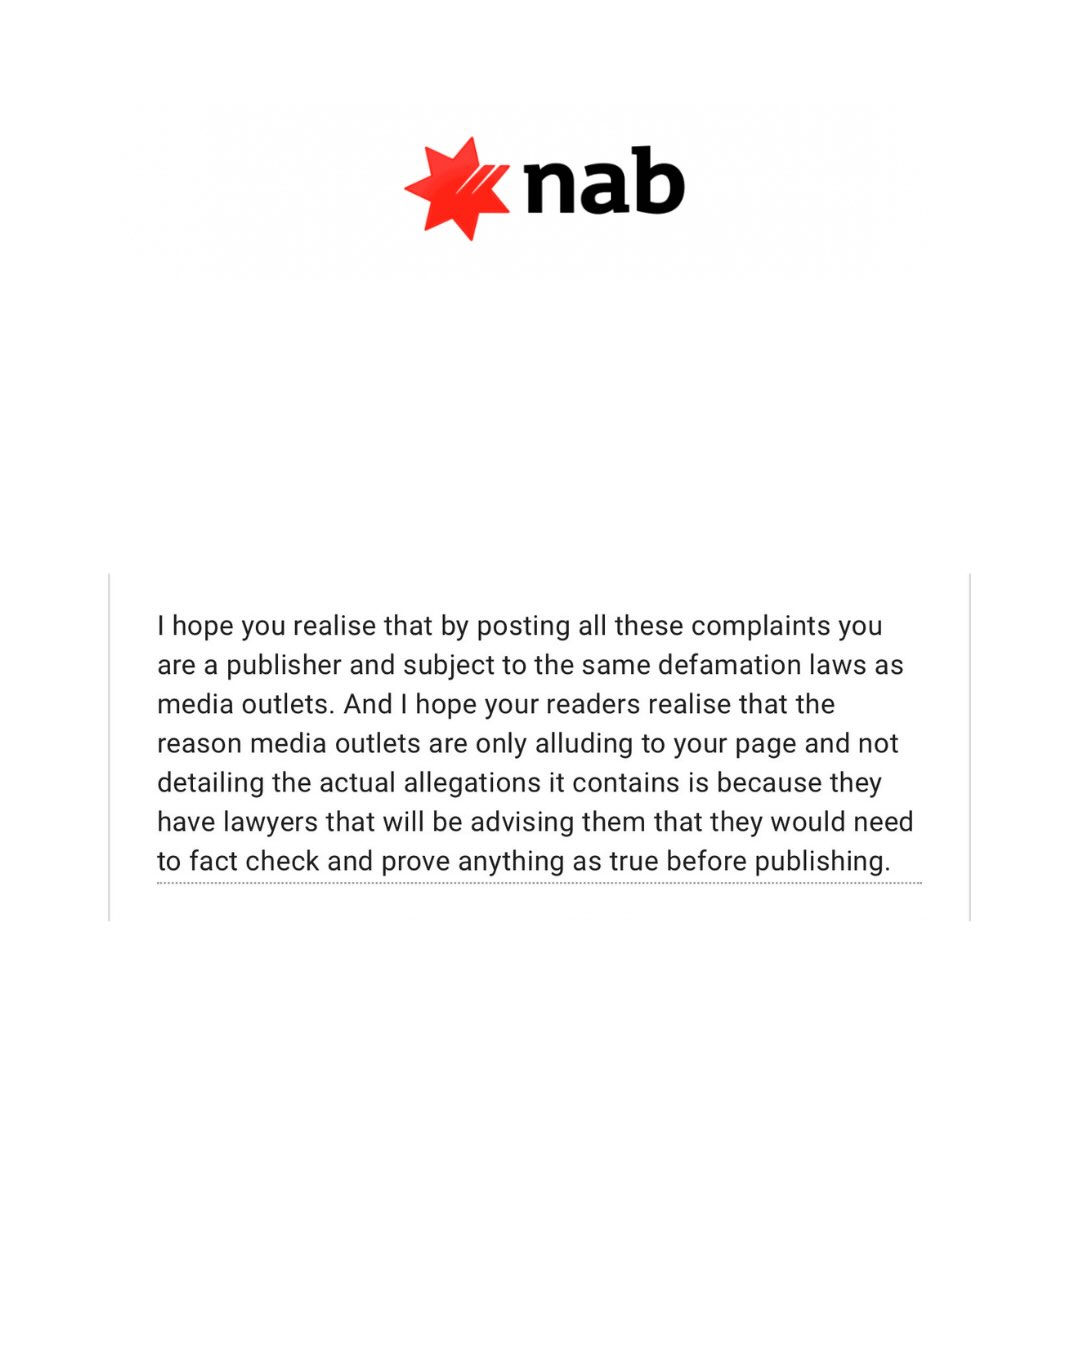 nab
I hope you realise that by posting all these complaints you
are a publisher and subject to the same defamation laws as
media outlets. And I hope your readers realise that the
reason media outlets are only alluding to your page and not
detailing the actual allegations it contains is because they
have lawyers that will be advising them that they would need
to fact check and prove anything as true before publishing.